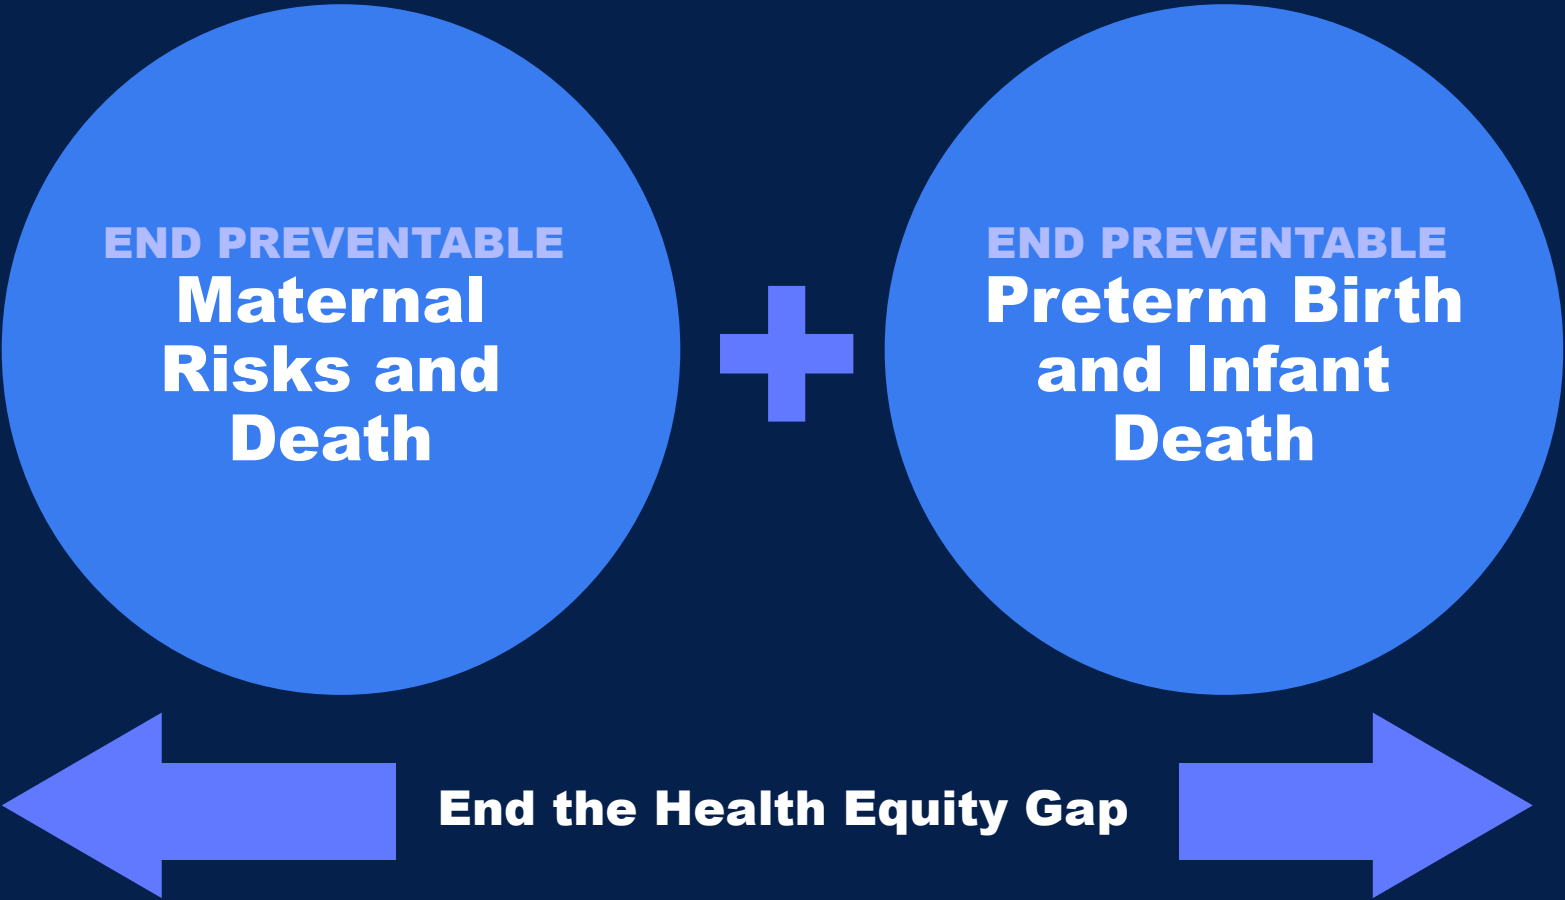 END PREVENTABLE
Maternal
Risks and
Death
END PREVENTABLE
Preterm Birth
and Infant
Death
End the Health Equity Gap